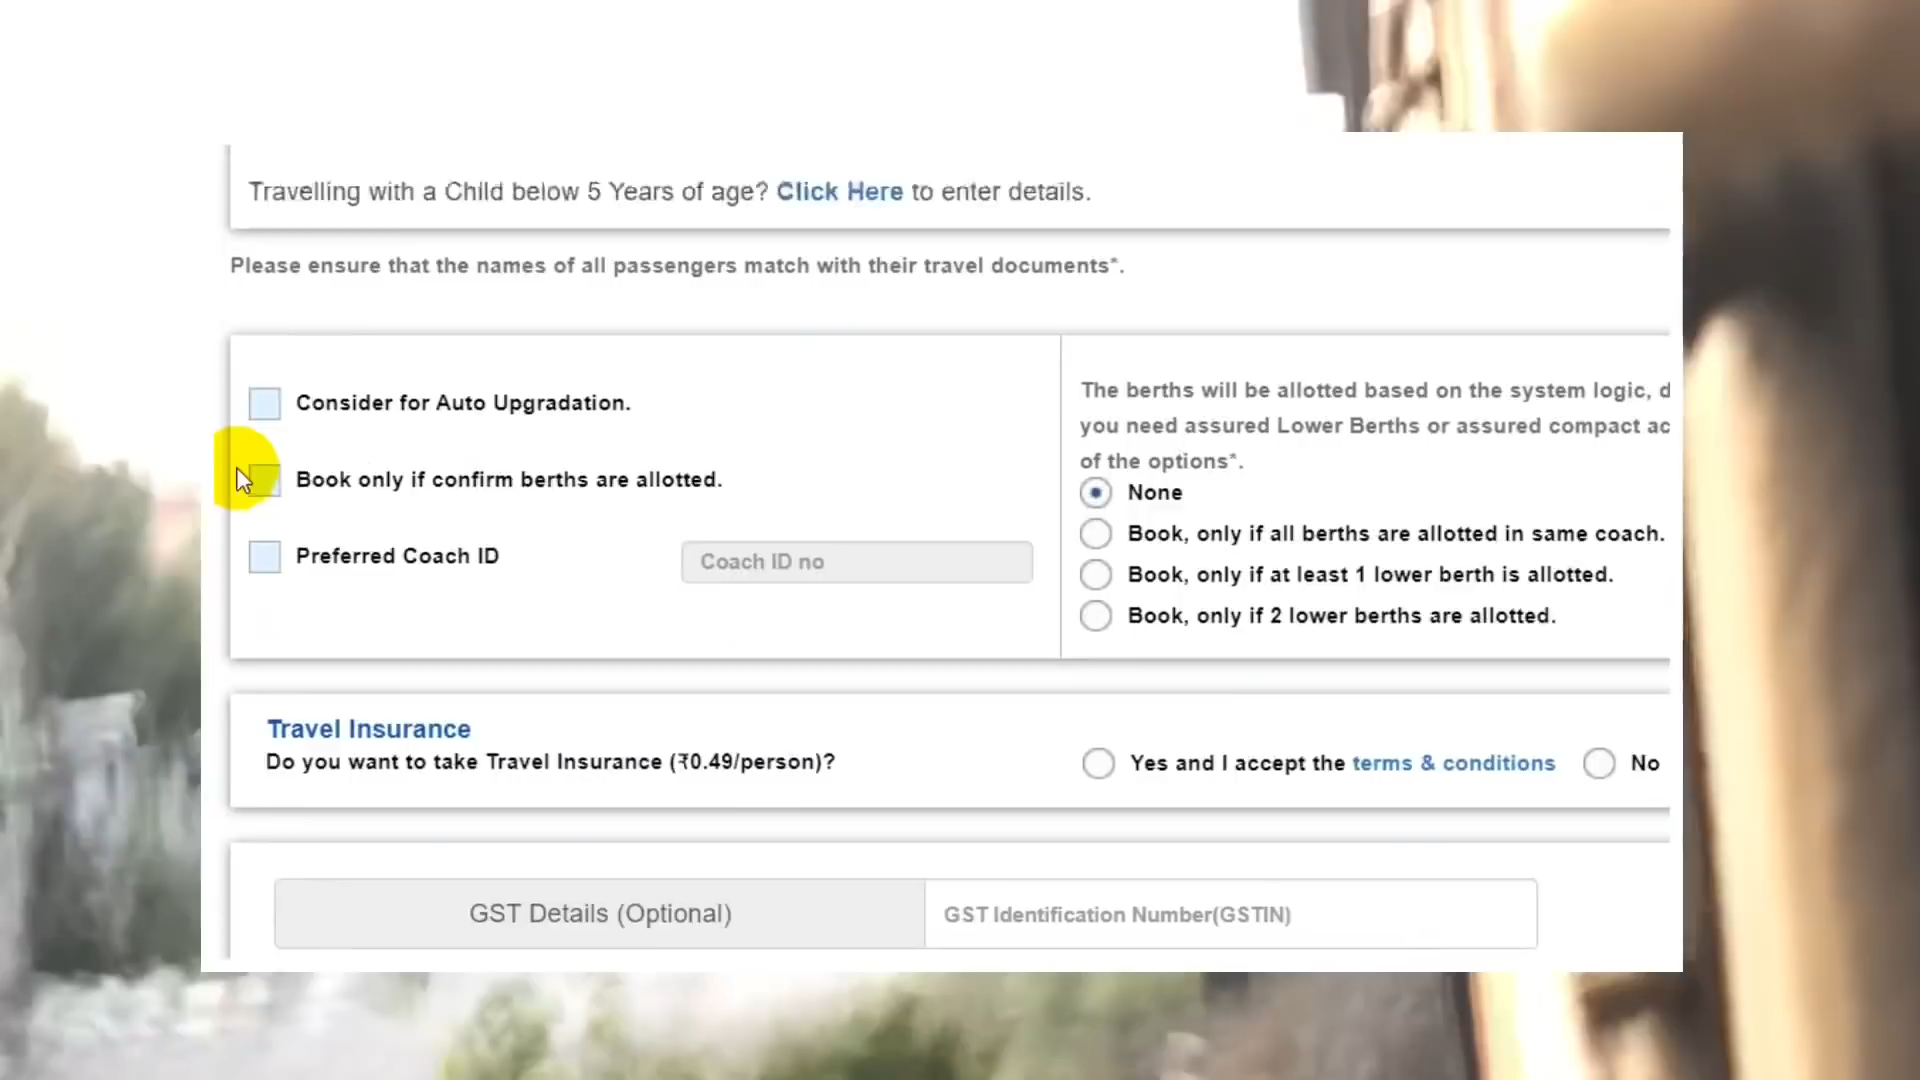 Travelling with a Child below 5 Years of age? Click Here to enter details.
Please ensure that the names of all passengers match with their travel documents*.
Consider for Auto Upgradation.
Book only if confirm berths are allotted.
Preferred Coach ID
Coach ID no
The berths will be allotted based on the system logic, d
you need assured Lower Berths or assured compact ac
of the options*.
None
Book, only if all berths are allotted in same coach.
Book, only if at least 1 lower berth is allotted.
Book, only if 2 lower berths are allotted.
Travel Insurance
Do you want to take Travel Insurance (₹0.49/person)?
Yes and I accept the terms & conditions
No
GST Details (Optional)
GST Identification Number(GSTIN)